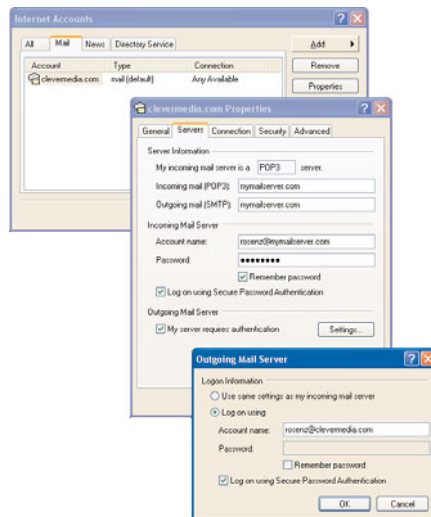 Internet Accounts
All Mail News Directory Service
Add
Account Type Connection
Remove
clevermedia.com mail (default) Any Available
Properties
clevermedia.com Properties
General Servers Connection Security Advanced
Server Information
My incoming mail server is a POP3 server.
Incoming mail (POP3): mymailserver.com
Outgoing mail (SMTP): mymailserver.com
Incoming Mail Server
Account name: rosenz@mymailserver.com
Password: ••••••••
Remember password
Log on using Secure Password Authentication
Outgoing Mail Server
My server requires authentication Settings...
Outgoing Mail Server
Logon Information
Use same settings as my incoming mail server
Log on using
Account name: rosenz@clevermedia.com
Password:
Remember password
Log on using Secure Password Authentication
OK Cancel